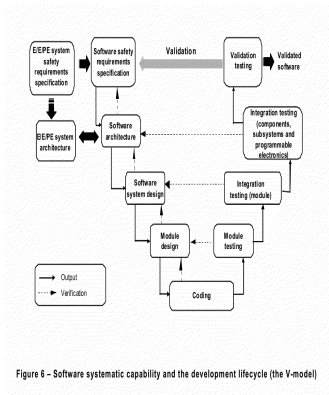 E/E/PE system
safety
requirements
specification
Software safety
requirements
specification
Validation
Validation
testing
Validated
software
E/E/PE system
architecture
Software
architecture
Integration testing
(components,
subsystems and
programmable
electronics)
Software
system design
Integration
testing (module)
Module
design
Module
testing
Coding
Output
Verification
Figure 6 – Software systematic capability and the development lifecycle (the V-model)